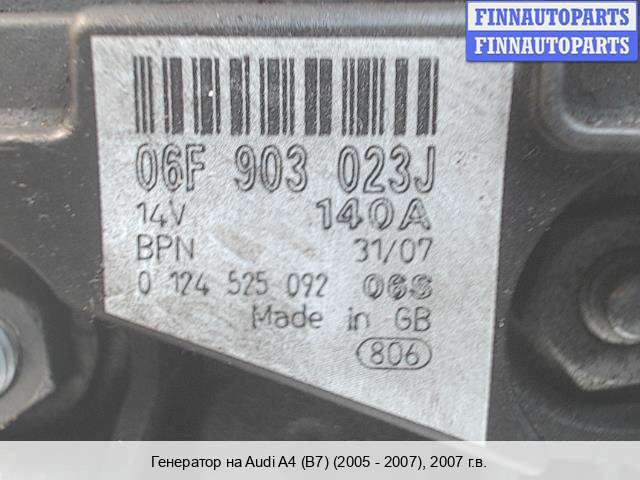 FINNAUTOPARTS
FINNAUTOPARTS
06F 903 023J
14V 140A
BPN 31/07
0 124 525 092 06S
Made in GB
806
Генератор на Audi A4 (B7) (2005 - 2007), 2007 г.в.